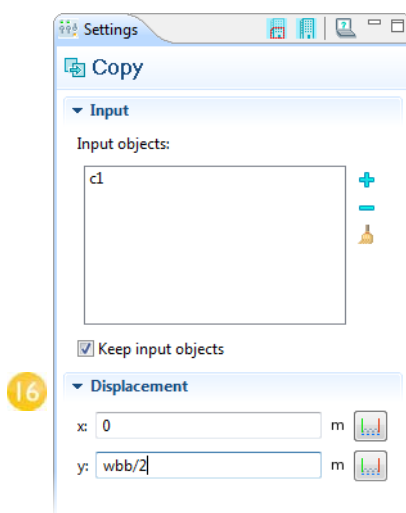 Settings
Copy
Input
Input objects:
c1
Keep input objects
16
Displacement
x: 0 m
y: wbb/2 m